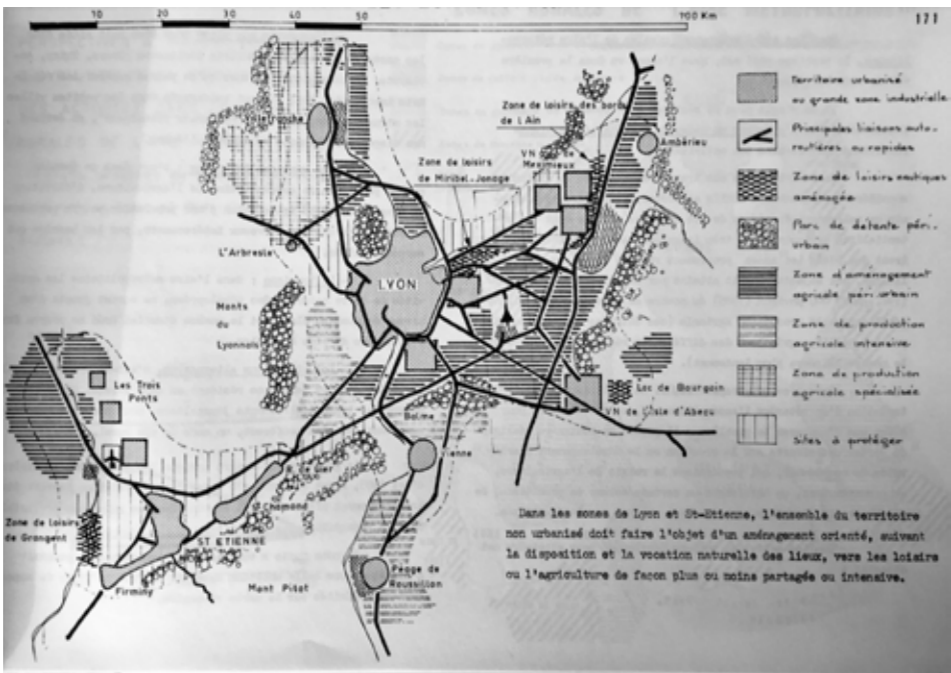 10 20 30 40 50 100 Km
171
Territoire urbanisé
ou grande zone industrielle
Principales liaisons auto-
routières ou rapides
Zone de loisirs nautiques
aménagée
Parc de détente péri-
urbain
Zone d'aménagement
agricole péri urbain
Zone de production
agricole intensive
Zone de production
agricole spécialisée
Sites à protéger
Zone de loisirs des bords
de l Ain
Ambérieu
VN
Meximieux
Zone de loisirs
de Miribel-Jonage
L'Arbresle
LYON
Monts
du
Lyonnais
Les Trois
Ponts
Lac de Bourgoin
VN de L'Isle d'Abeau
Balme
Vienne
R. de Gier
St Chamond
Zone de loisirs
de Grangent
ST ETIENNE
Firminy
Mont Pilat
Péage de
Roussillon
Dans les zones de Lyon et St-Etienne, l'ensemble du territoire
non urbanisé doit faire l'objet d'un aménagement orienté, suivant
la disposition et la vocation naturelle des lieux, vers les loisirs
ou l'agriculture de façon plus ou moins partagée ou intensive.